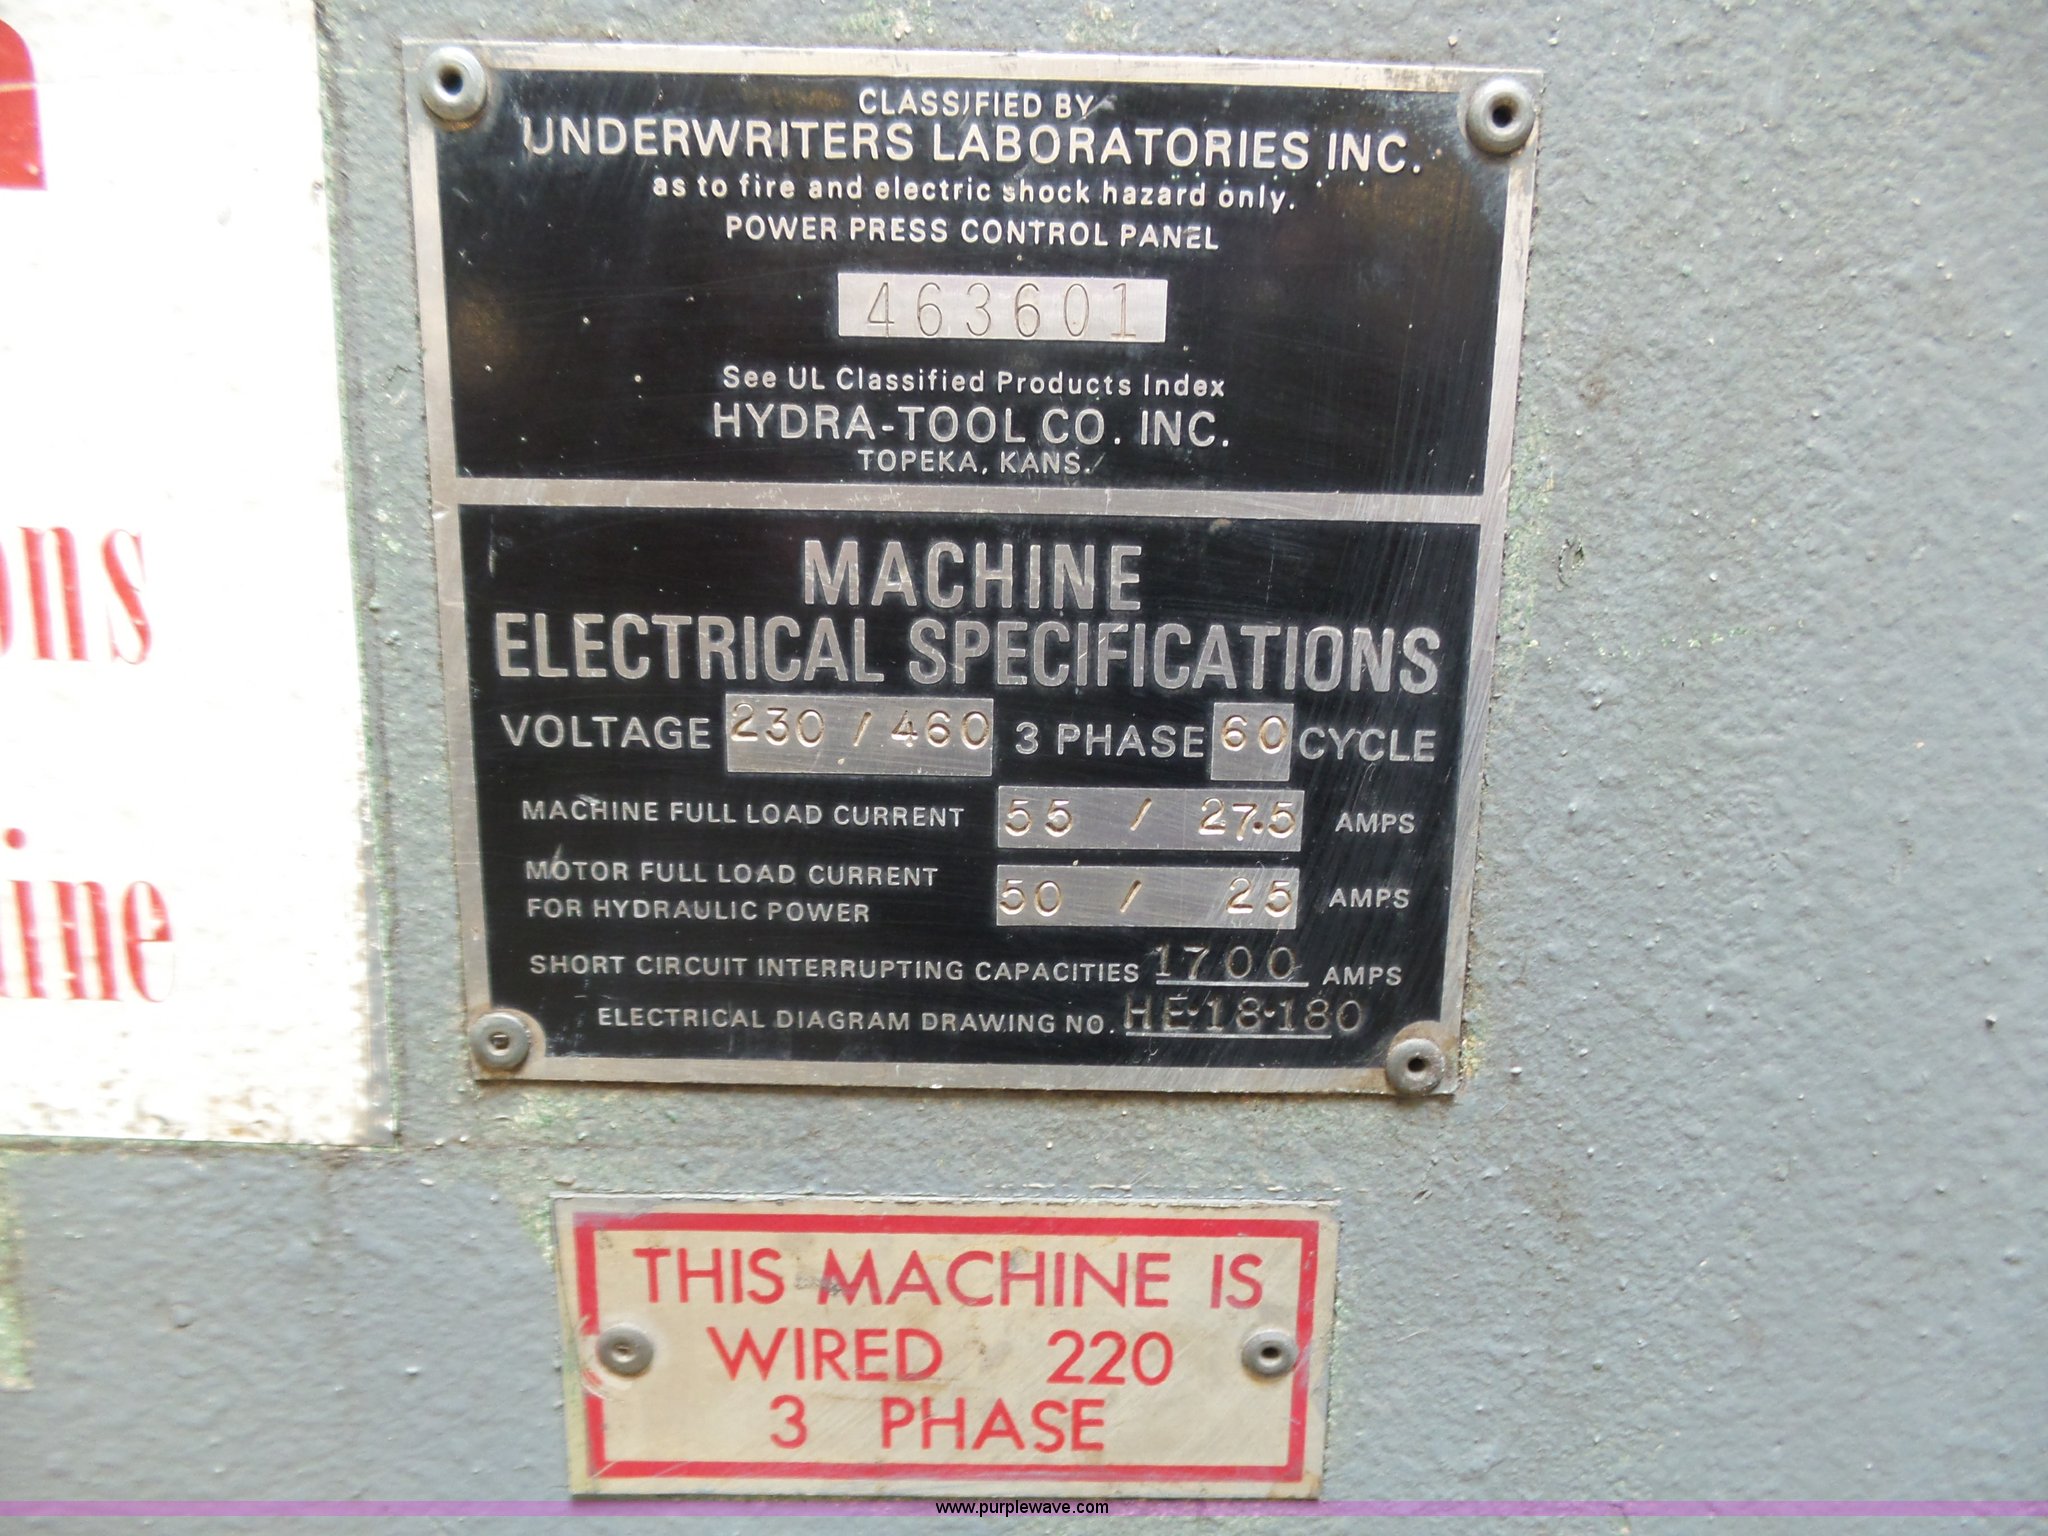 CLASSIFIED BY
UNDERWRITERS LABORATORIES INC.
as to fire and electric shock hazard only.
POWER PRESS CONTROL PANEL
463601
See UL Classified Products Index
HYDRA-TOOL CO. INC.
TOPEKA, KANS.
MACHINE
ELECTRICAL SPECIFICATIONS
VOLTAGE 230 / 460 3 PHASE 60 CYCLE
MACHINE FULL LOAD CURRENT 55 / 27.5 AMPS
MOTOR FULL LOAD CURRENT
FOR HYDRAULIC POWER 50 / 25 AMPS
SHORT CIRCUIT INTERRUPTING CAPACITIES 1700 AMPS
ELECTRICAL DIAGRAM DRAWING NO. HE-18-180
THIS MACHINE IS
WIRED 220
3 PHASE
www.purplewave.com